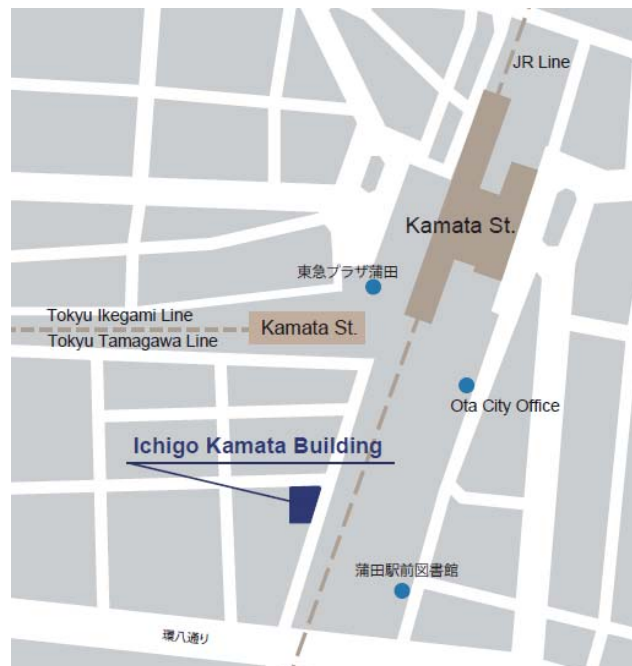 JR Line
Kamata St.
東急プラザ蒲田
Tokyu Ikegami Line
Kamata St.
Tokyu Tamagawa Line
Ota City Office
Ichigo Kamata Building
蒲田駅前図書館
環八通り